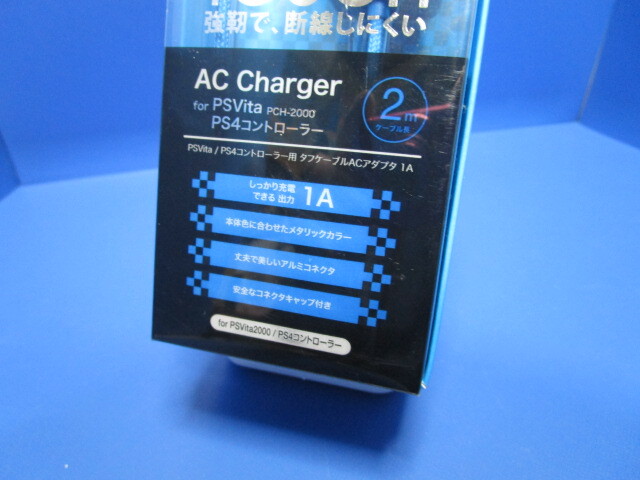 強靭で、断線しにくい
AC Charger
for PSVita PCH-2000
PS4コントローラー
2m
ケーブル長
PSVita / PS4コントローラー用 タフケーブルACアダプタ 1A
しっかり充電
できる 出力 1A
本体色に合わせたメタリックカラー
丈夫で美しいアルミコネクタ
安全なコネクタキャップ付き
for PSVita2000 / PS4コントローラー